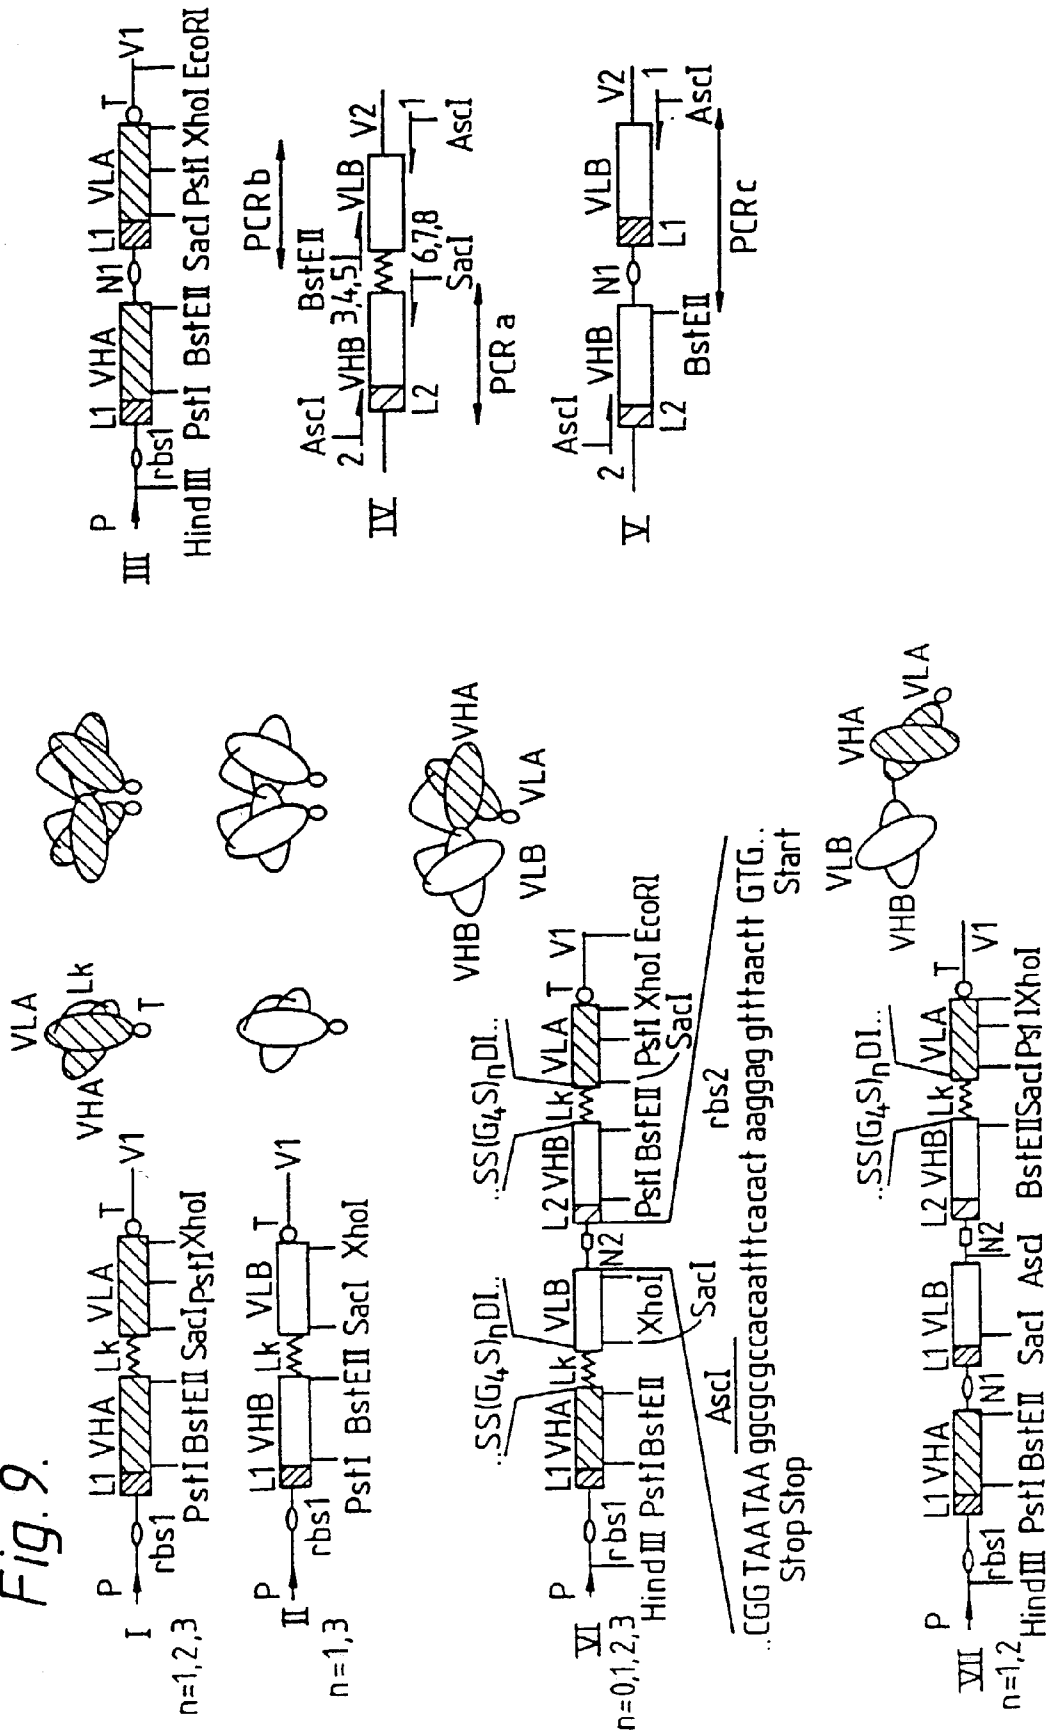 Fig. 9.
VLA
VHA
Lk
T
P
L1 VHA Lk VLA T
V1
I
rbs1
n=1,2,3
PstI BstEII SacI PstI XhoI
P
L1 VHB Lk VLB T
V1
II
rbs1
n=1,3
PstI BstEII SacI XhoI
VHA
VHB
VLB
VLA
..SS(G4S)nDI..
..SS(G4S)nDI..
P
L1 VHA Lk VLB
N2
L2 VHB Lk VLA T
V1
VI
rbs1
n=0,1,2,3
HindIII PstI BstEII XhoI
PstI BstEII PstI XhoI EcoRI
SacI
SacI
AscI
rbs2
..CGG TAATAA ggcgcgccacaatttcacact aaggag gtttaactt GTG..
Stop Stop
Start
VLB
VHA
VHB
VLA
..SS(G4S)nDI..
P
L1 VHA
N1
L1 VLB
N2
L2 VHB Lk VLA T
V1
VII
rbs1
n=1,2
HindIII PstI BstEII SacI AscI BstEII SacI PstI XhoI
P
L1 VHA N1 L1 VLA T
V1
III
rbs1
HindIII PstI BstEII SacI PstI XhoI EcoRI
PCR b
BstEII
AscI
2
VHB 3,4,5
VLB
V2
IV
L2
6,7,8
SacI
1
AscI
PCR a
AscI
2
VHB N1 VLB
V2
V
L2
L1
1
BstEII
AscI
PCR c